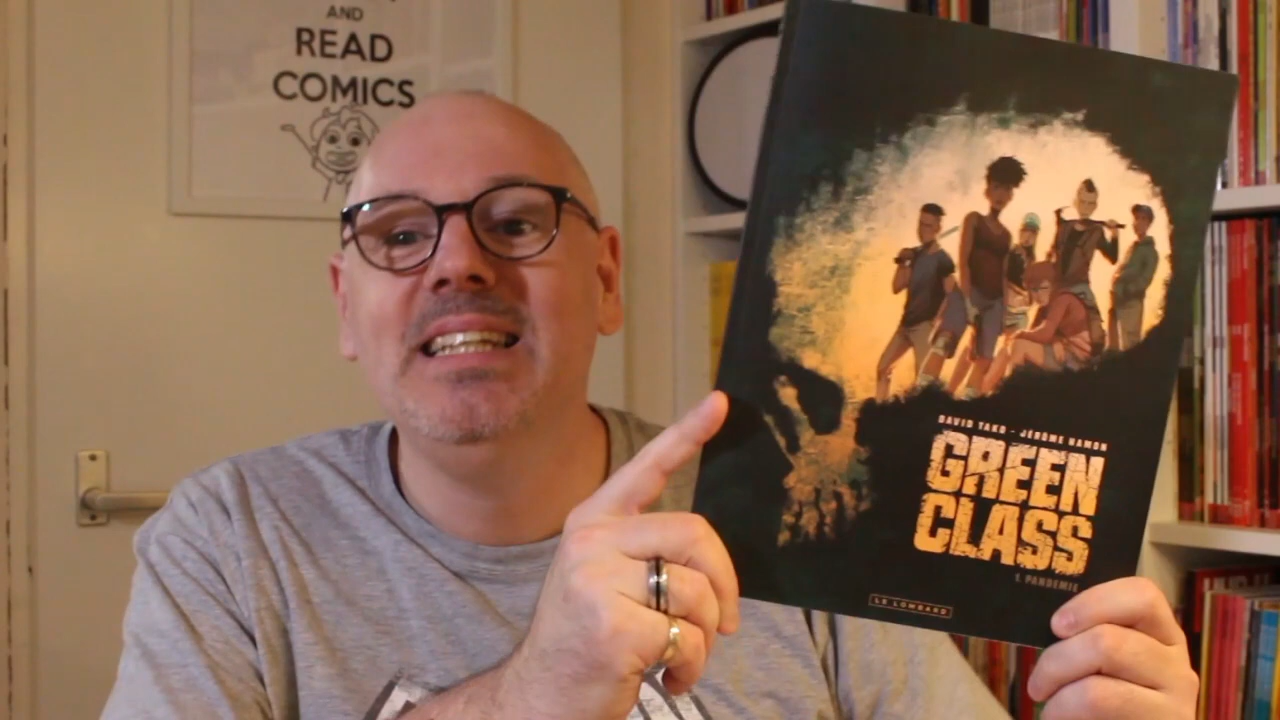 AND
READ
COMICS
DAVID TAKO - JÉRÔME HAMON
GREEN
CLASS
1. PANDEMIE
LE LOMBARD